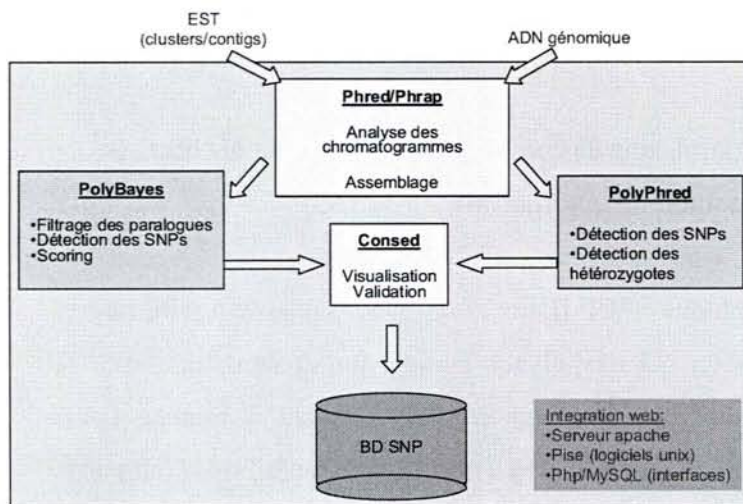 EST
(clusters/contigs)
ADN génomique
Phred/Phrap
Analyse des
chromatogrammes
Assemblage
PolyBayes
•Filtrage des paralogues
•Détection des SNPs
•Scoring
PolyPhred
•Détection des SNPs
•Détection des
hétérozygotes
Consed
Visualisation
Validation
BD SNP
Integration web:
•Serveur apache
•Pise (logiciels unix)
•Php/MySQL (interfaces)